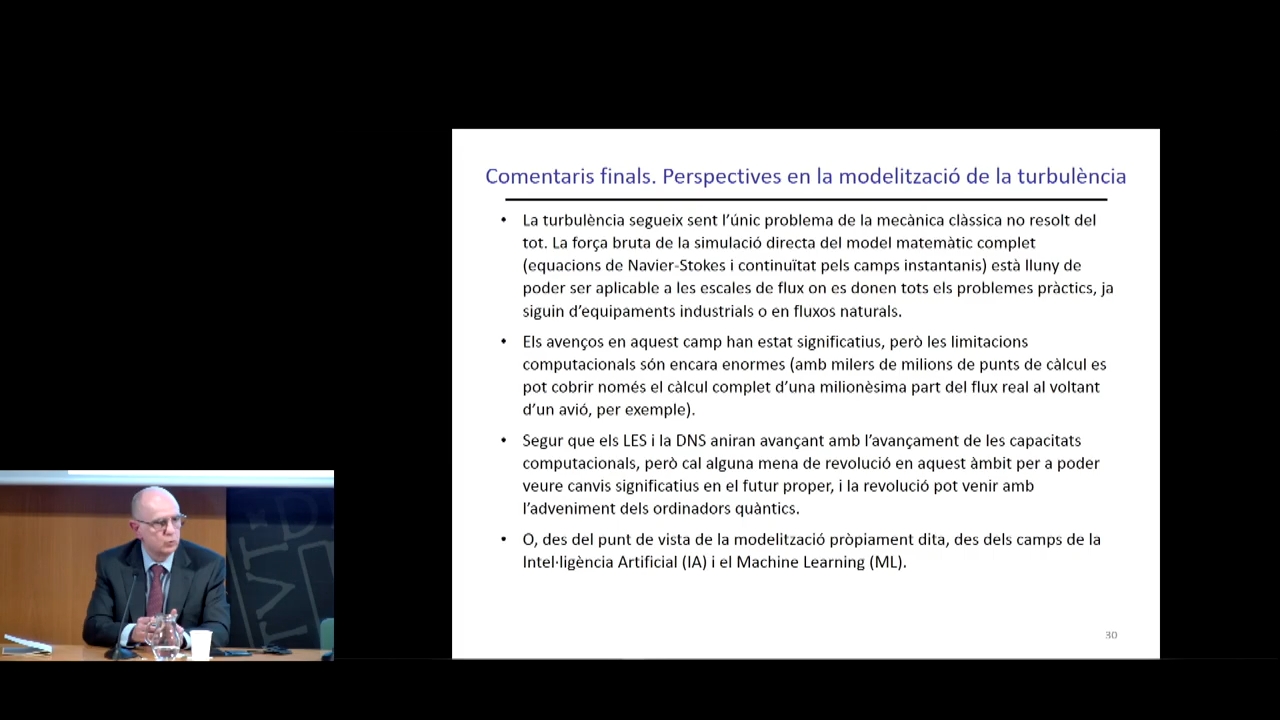 Comentaris finals. Perspectives en la modelització de la turbulència
• La turbulència segueix sent l’únic problema de la mecànica clàssica no resolt del
tot. La força bruta de la simulació directa del model matemàtic complet
(equacions de Navier-Stokes i continuïtat pels camps instantanis) està lluny de
poder ser aplicable a les escales de flux on es donen tots els problemes pràctics, ja
siguin d’equipaments industrials o en fluxos naturals.
• Els avenços en aquest camp han estat significatius, però les limitacions
computacionals són encara enormes (amb milers de milions de punts de càlcul es
pot cobrir només el càlcul complet d’una milionèsima part del flux real al voltant
d’un avió, per exemple).
• Segur que els LES i la DNS aniran avançant amb l’avançament de les capacitats
computacionals, però cal alguna mena de revolució en aquest àmbit per a poder
veure canvis significatius en el futur proper, i la revolució pot venir amb
l’adveniment dels ordinadors quàntics.
• O, des del punt de vista de la modelització pròpiament dita, des dels camps de la
Intel·ligència Artificial (IA) i el Machine Learning (ML).
30